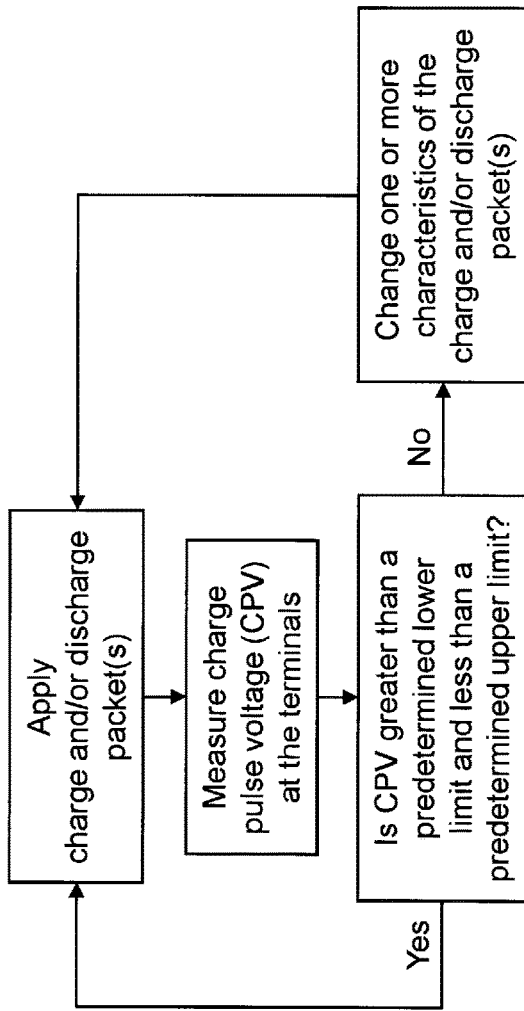 Apply
charge and/or discharge
packet(s)
Measure charge
pulse voltage (CPV)
at the terminals
Is CPV greater than a
predetermined lower
limit and less than a
predetermined upper limit?
Yes
No
Change one or more
characteristics of the
charge and/or discharge
packet(s)